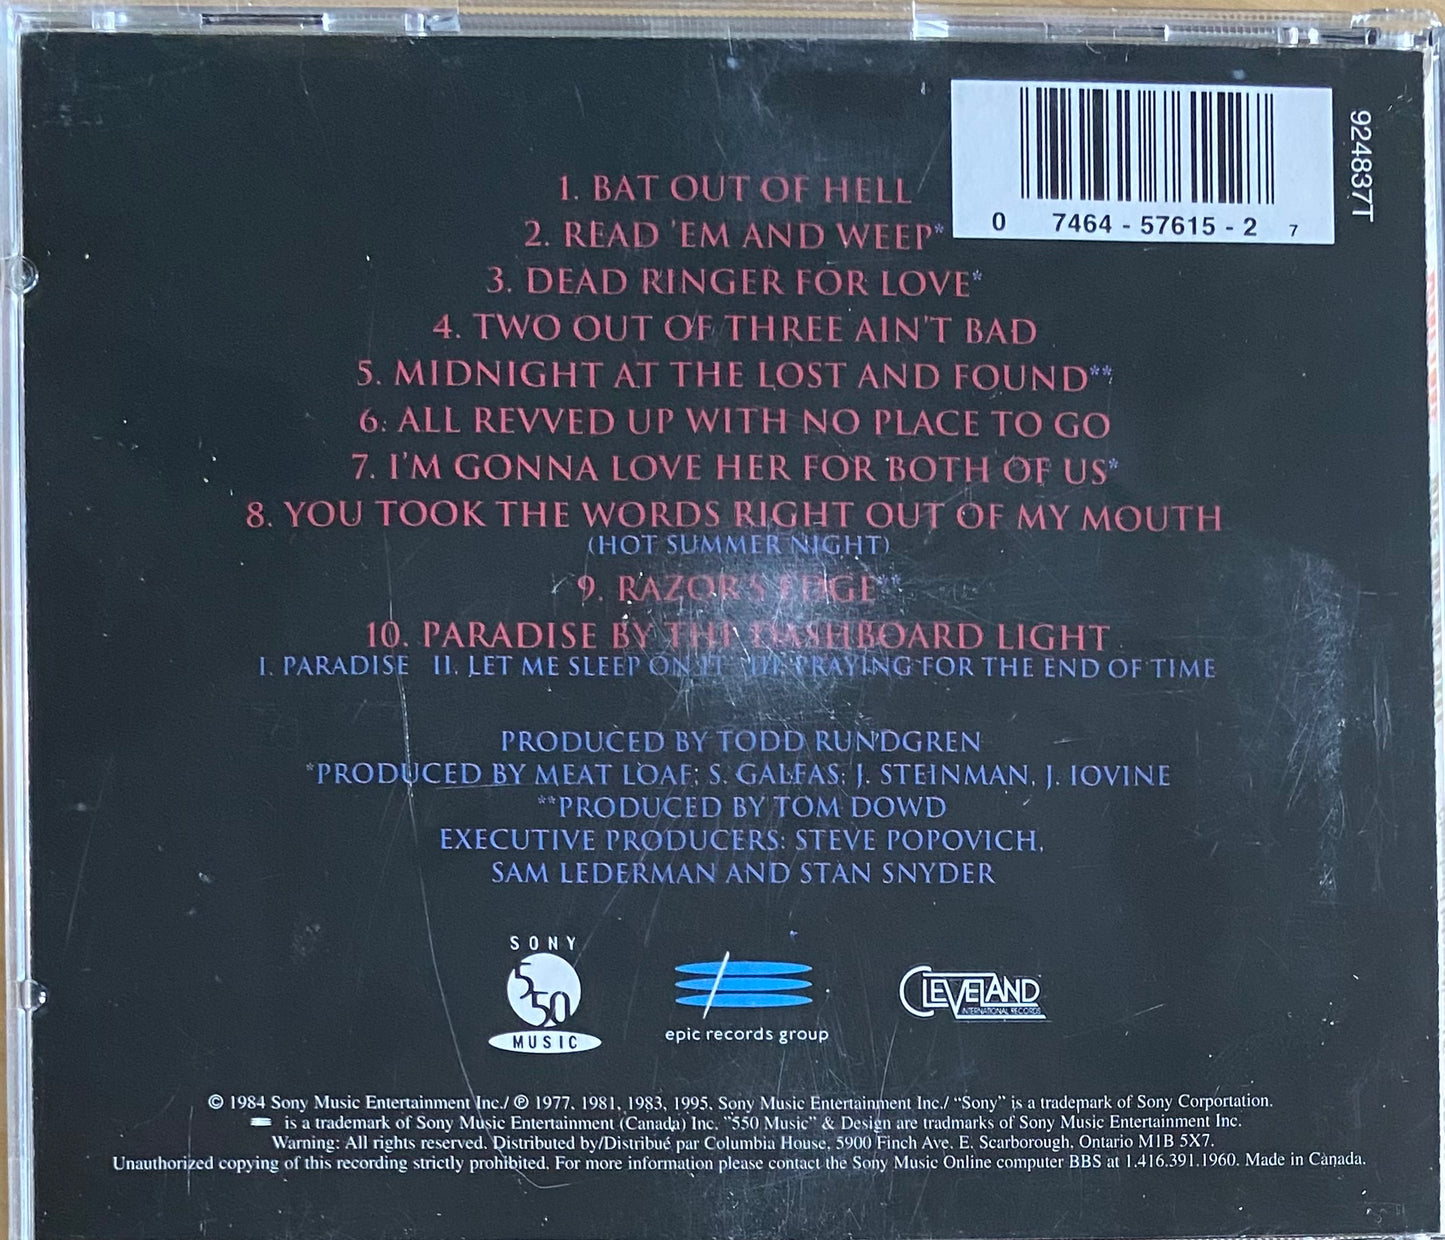 0 7464 - 57615 - 2 7
924837T
1. BAT OUT OF HELL
2. READ 'EM AND WEEP*
3. DEAD RINGER FOR LOVE*
4. TWO OUT OF THREE AIN'T BAD
5. MIDNIGHT AT THE LOST AND FOUND**
6. ALL REVVED UP WITH NO PLACE TO GO
7. I'M GONNA LOVE HER FOR BOTH OF US*
8. YOU TOOK THE WORDS RIGHT OUT OF MY MOUTH
(HOT SUMMER NIGHT)
9. RAZOR'S EDGE**
10. PARADISE BY THE DASHBOARD LIGHT
I. PARADISE II. LET ME SLEEP ON IT III. PRAYING FOR THE END OF TIME
PRODUCED BY TODD RUNDGREN
*PRODUCED BY MEAT LOAF; S. GALFAS; J. STEINMAN, J. IOVINE
**PRODUCED BY TOM DOWD
EXECUTIVE PRODUCERS: STEVE POPOVICH,
SAM LEDERMAN AND STAN SNYDER
SONY
550
MUSIC
epic records group
CLEVELAND
INTERNATIONAL RECORDS
© 1984 Sony Music Entertainment Inc./ ℗ 1977, 1981, 1983, 1995, Sony Music Entertainment Inc./ "Sony" is a trademark of Sony Corporation.
is a trademark of Sony Music Entertainment (Canada) Inc. "550 Music" & Design are tradmarks of Sony Music Entertainment Inc.
Warning: All rights reserved. Distributed by/Distribué par Columbia House, 5900 Finch Ave. E. Scarborough, Ontario M1B 5X7.
Unauthorized copying of this recording strictly prohibited. For more information please contact the Sony Music Online computer BBS at 1.416.391.1960. Made in Canada.